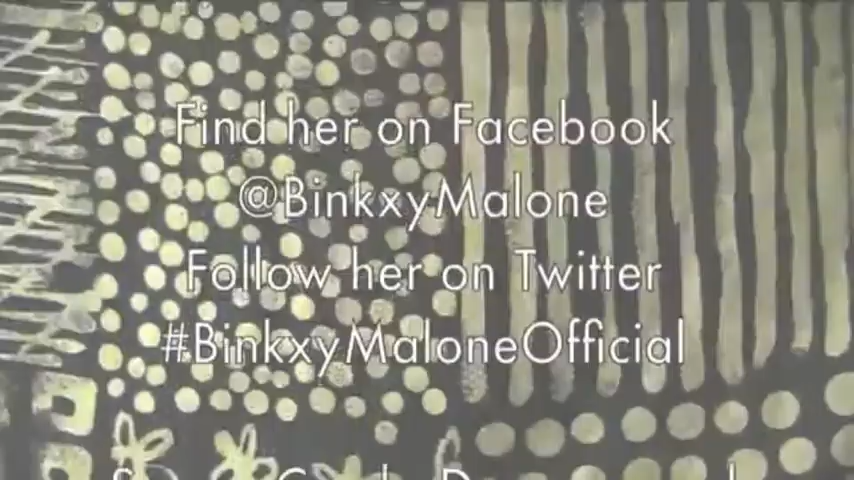 Find her on Facebook
@BinkxyMalone
Follow her on Twitter
#BinkxyMaloneOfficial